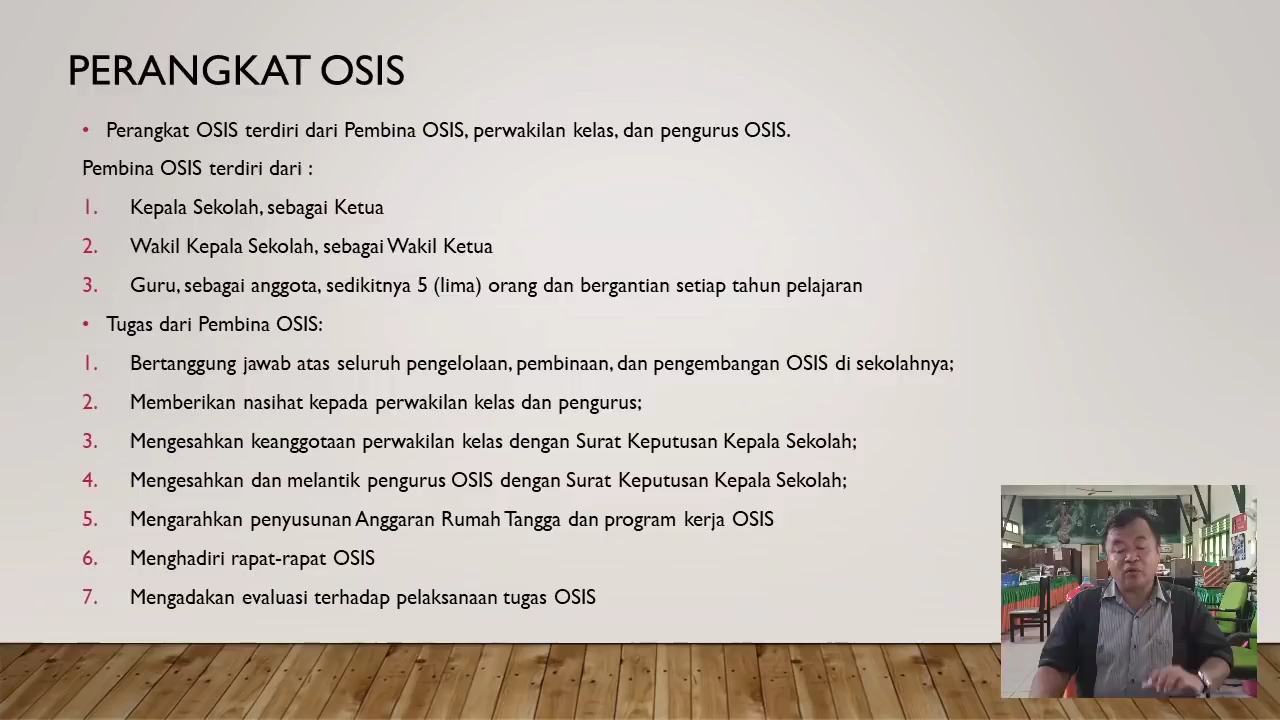 PERANGKAT OSIS
• Perangkat OSIS terdiri dari Pembina OSIS, perwakilan kelas, dan pengurus OSIS.
Pembina OSIS terdiri dari :
1. Kepala Sekolah, sebagai Ketua
2. Wakil Kepala Sekolah, sebagai Wakil Ketua
3. Guru, sebagai anggota, sedikitnya 5 (lima) orang dan bergantian setiap tahun pelajaran
• Tugas dari Pembina OSIS:
1. Bertanggung jawab atas seluruh pengelolaan, pembinaan, dan pengembangan OSIS di sekolahnya;
2. Memberikan nasihat kepada perwakilan kelas dan pengurus;
3. Mengesahkan keanggotaan perwakilan kelas dengan Surat Keputusan Kepala Sekolah;
4. Mengesahkan dan melantik pengurus OSIS dengan Surat Keputusan Kepala Sekolah;
5. Mengarahkan penyusunan Anggaran Rumah Tangga dan program kerja OSIS
6. Menghadiri rapat-rapat OSIS
7. Mengadakan evaluasi terhadap pelaksanaan tugas OSIS